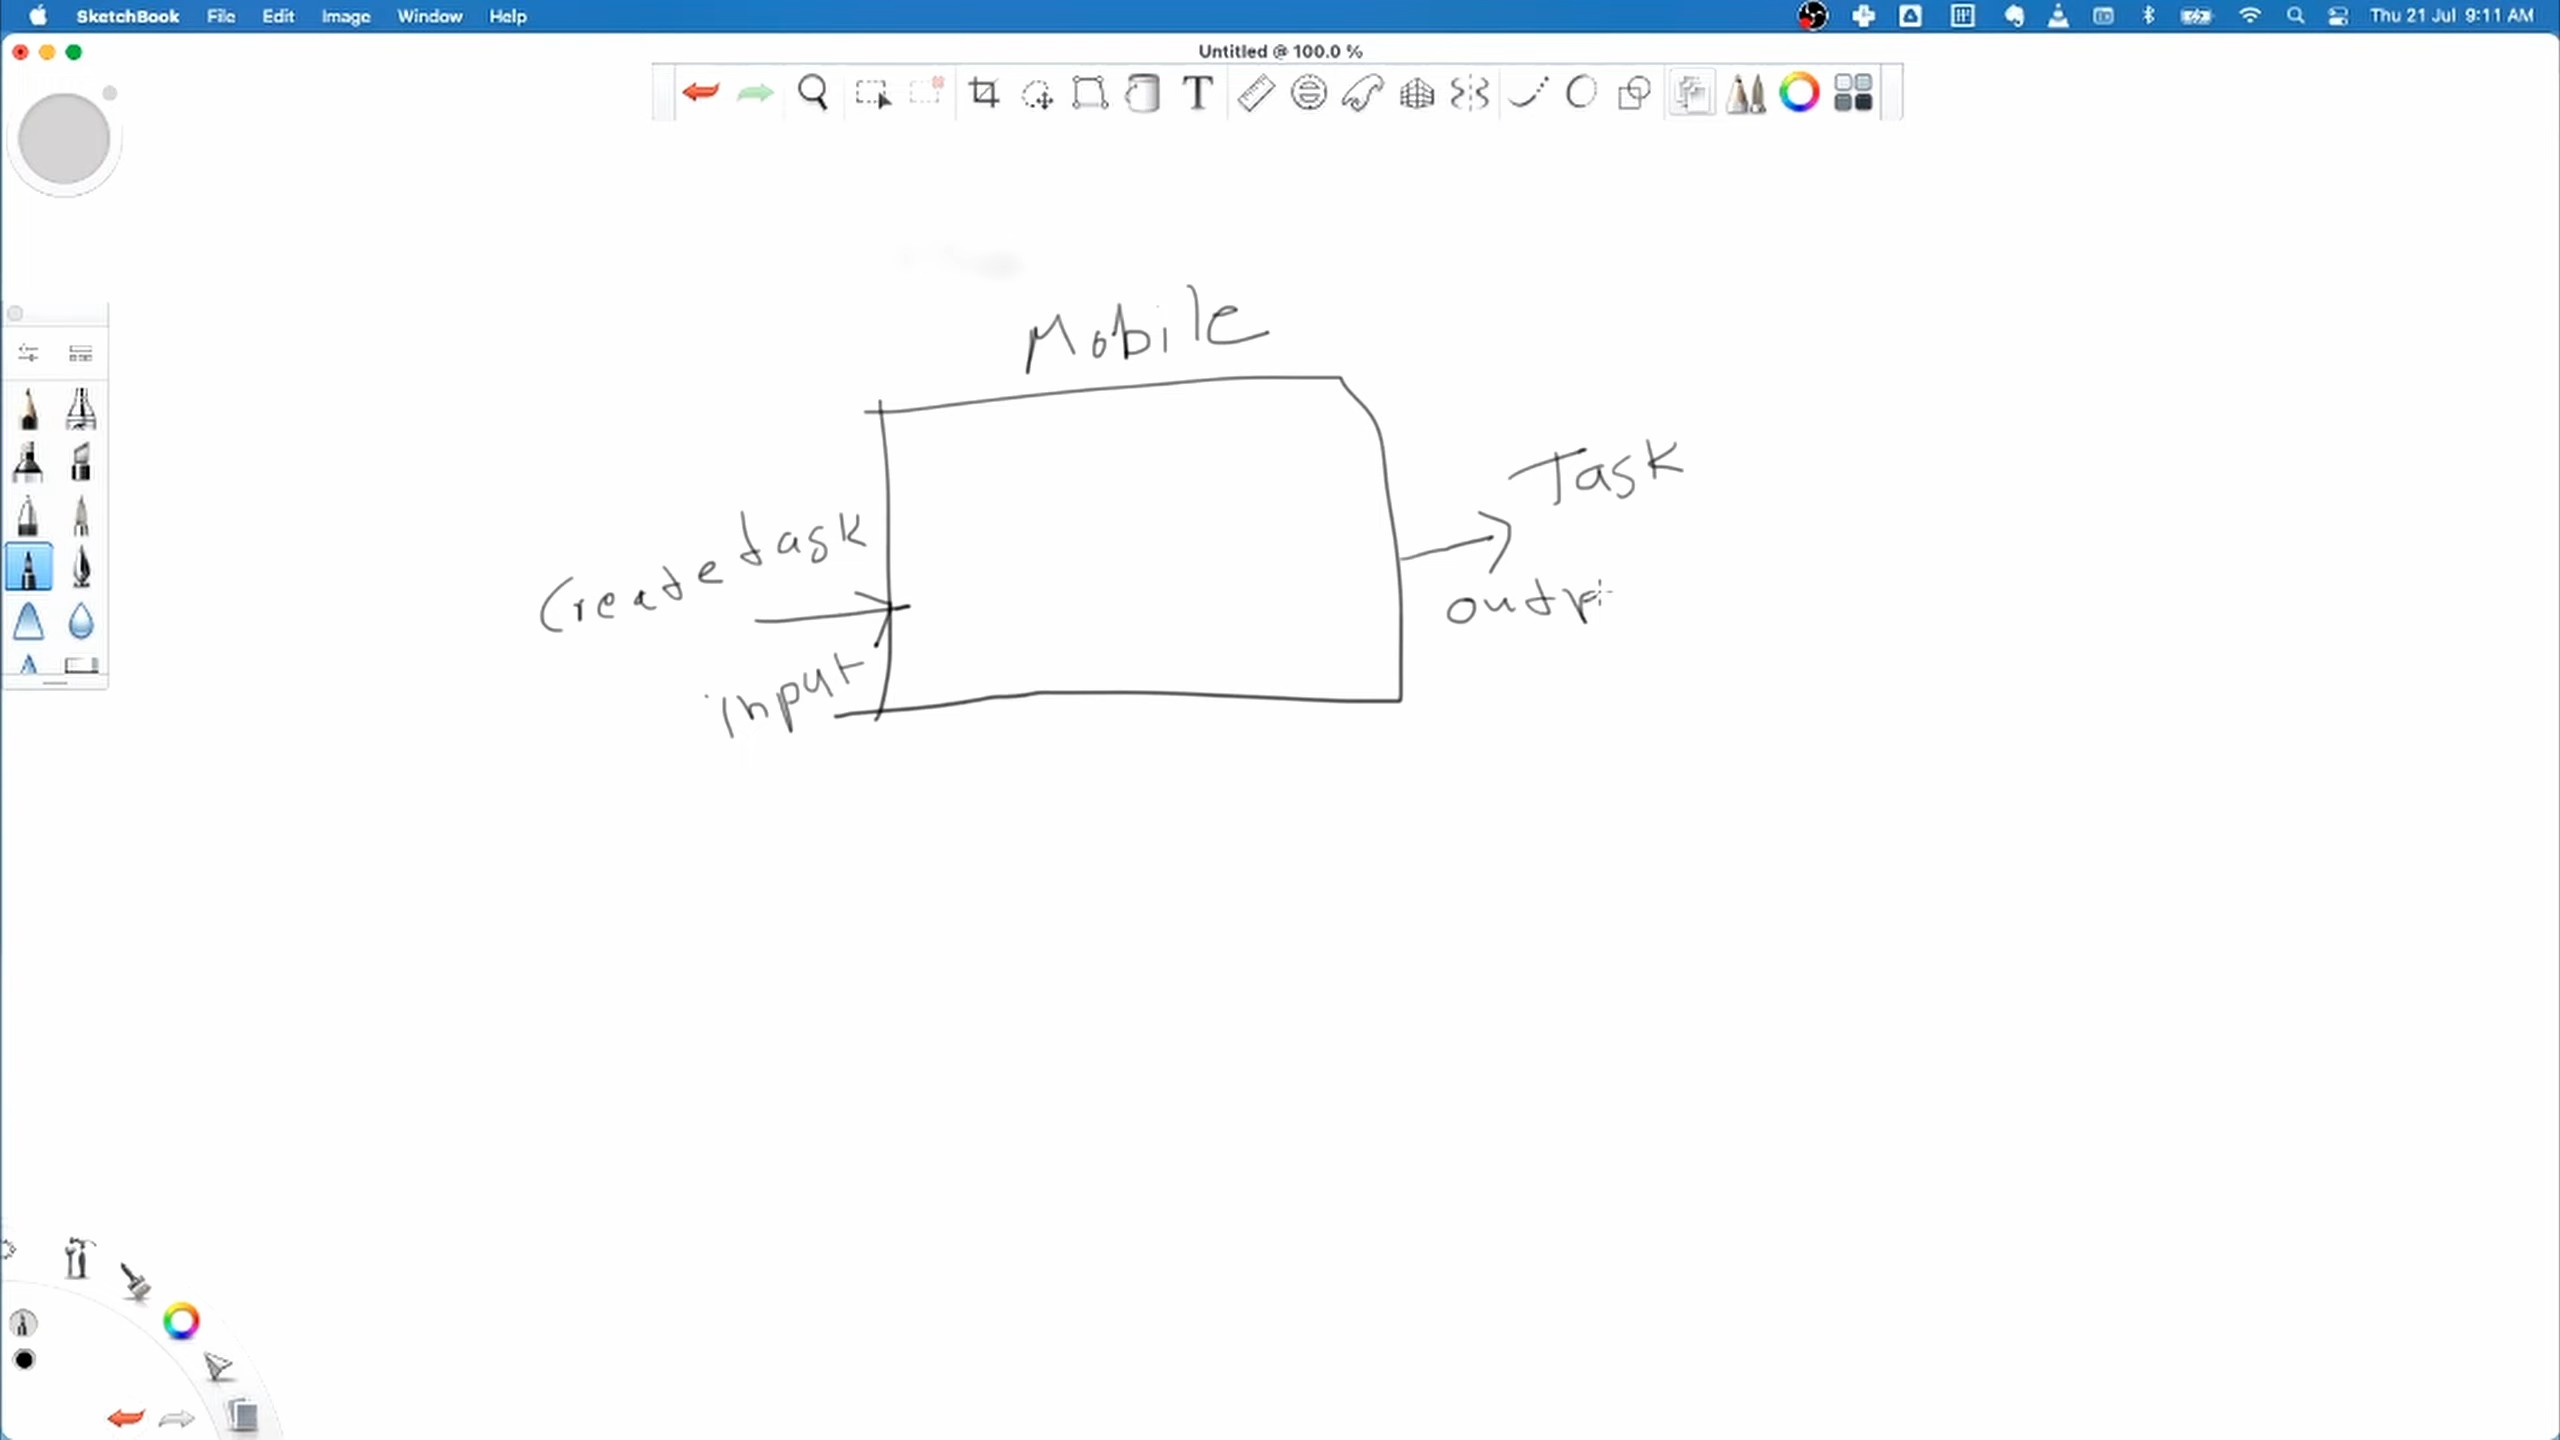 SketchBook File Edit Image Window Help Thu 21 Jul 9:11 AM
Untitled @ 100.0 %
T
Mobile
Task
Create task
outp
input